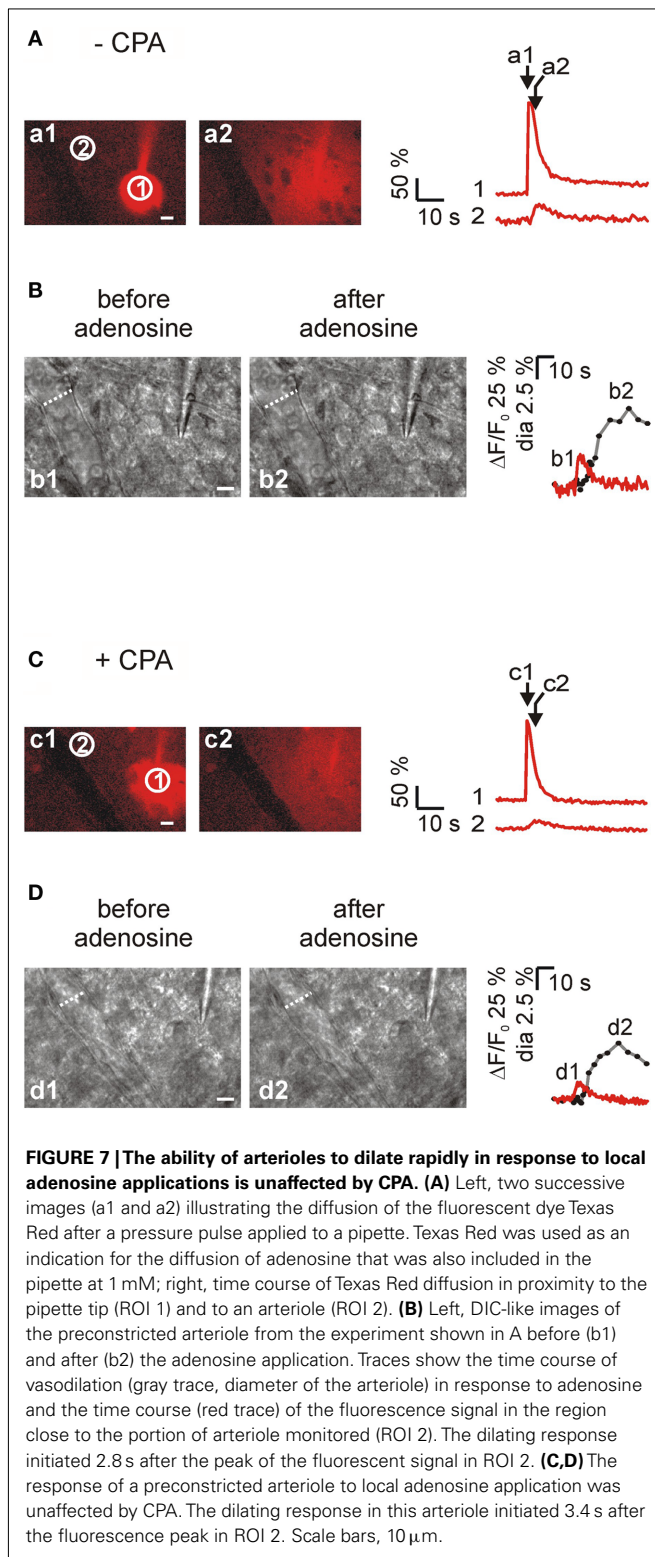 A - CPA
a1
a2
a1
2
1
a2
50 %
10 s
1
2
B
before adenosine
after adenosine
b1
b2
ΔF/F0 25 %
dia 2.5 %
10 s
b1
b2
C + CPA
c1
c2
c1
2
1
c2
50 %
10 s
1
2
D
before adenosine
after adenosine
d1
d2
ΔF/F0 25 %
dia 2.5 %
10 s
d1
d2
FIGURE 7 | The ability of arterioles to dilate rapidly in response to local
adenosine applications is unaffected by CPA. (A) Left, two successive
images (a1 and a2) illustrating the diffusion of the fluorescent dye Texas
Red after a pressure pulse applied to a pipette. Texas Red was used as an
indication for the diffusion of adenosine that was also included in the
pipette at 1 mM; right, time course of Texas Red diffusion in proximity to the
pipette tip (ROI 1) and to an arteriole (ROI 2). (B) Left, DIC-like images of
the preconstricted arteriole from the experiment shown in A before (b1)
and after (b2) the adenosine application. Traces show the time course of
vasodilation (gray trace, diameter of the arteriole) in response to adenosine
and the time course (red trace) of the fluorescence signal in the region
close to the portion of arteriole monitored (ROI 2). The dilating response
initiated 2.8 s after the peak of the fluorescent signal in ROI 2. (C,D) The
response of a preconstricted arteriole to local adenosine application was
unaffected by CPA. The dilating response in this arteriole initiated 3.4 s after
the fluorescence peak in ROI 2. Scale bars, 10 μm.